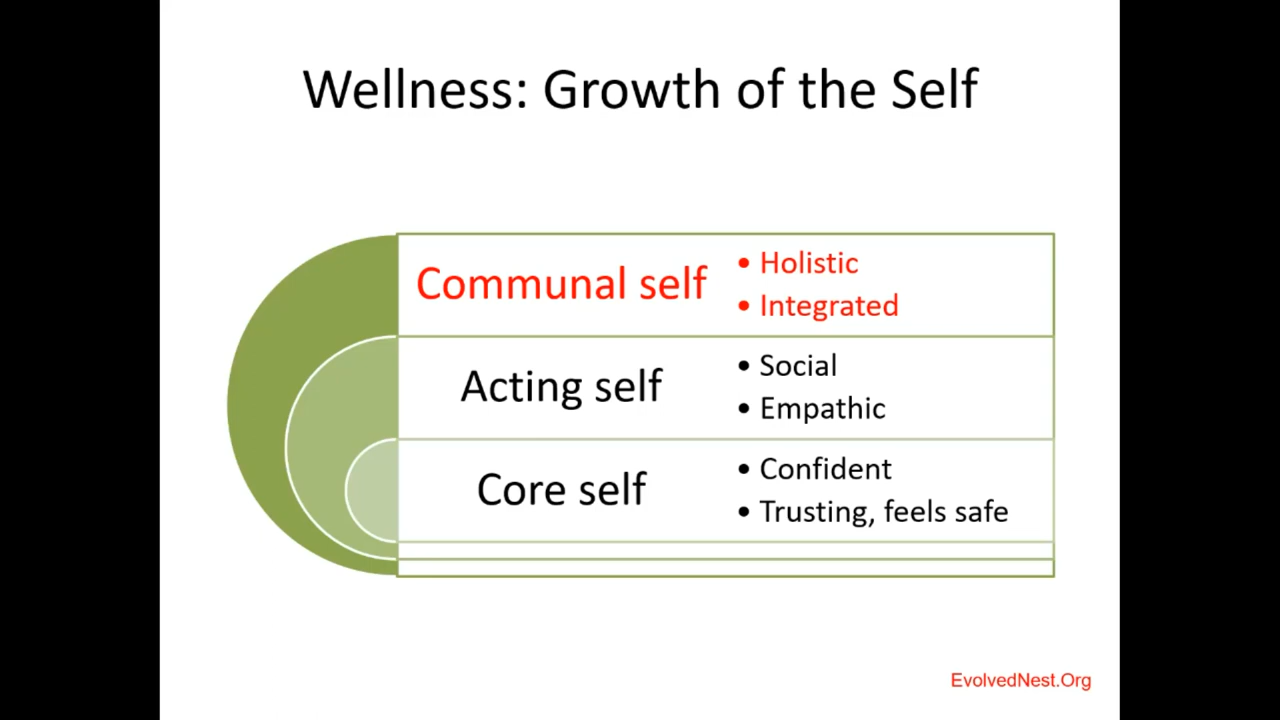 Wellness: Growth of the Self
Communal self
• Holistic
• Integrated
Acting self
• Social
• Empathic
Core self
• Confident
• Trusting, feels safe
EvolvedNest.Org